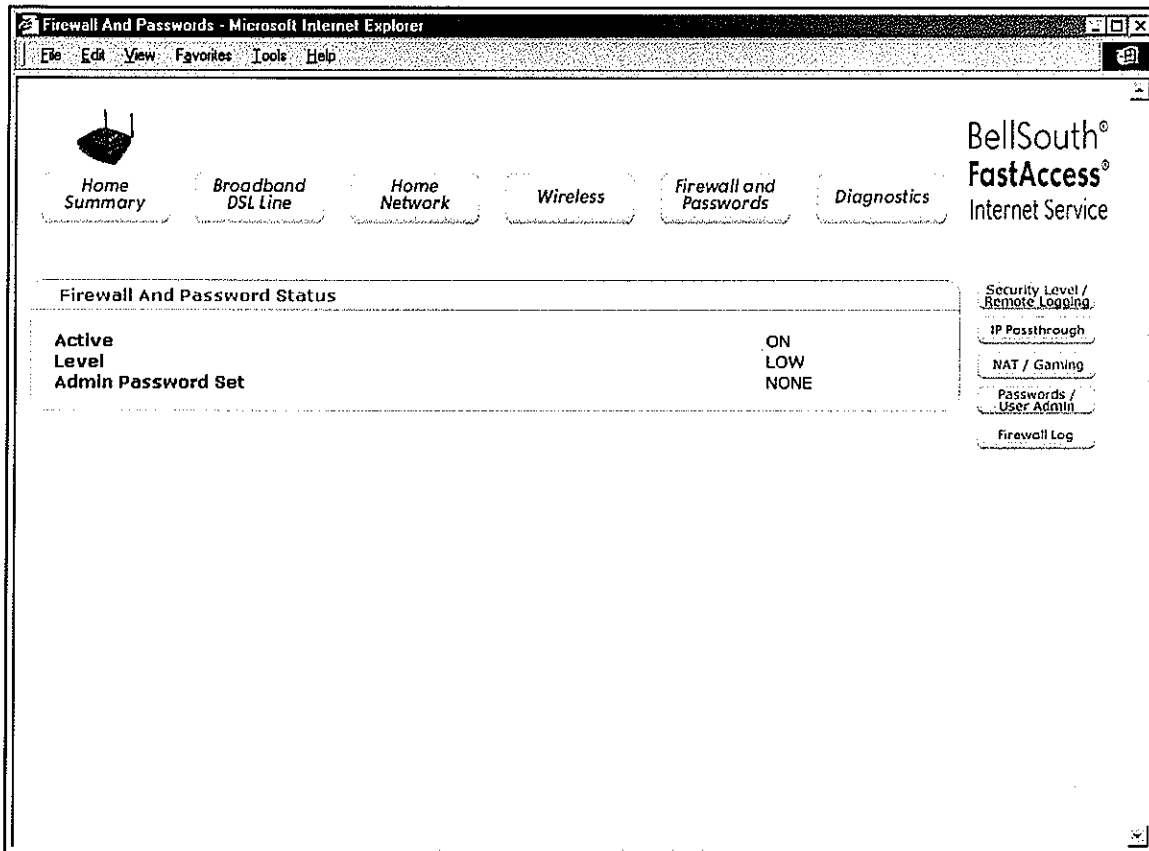 Firewall And Passwords - Microsoft Internet Explorer
File Edit View Favorites Tools Help
BellSouth®
FastAccess®
Internet Service
Home Summary
Broadband DSL Line
Home Network
Wireless
Firewall and Passwords
Diagnostics
Firewall And Password Status
Active ON
Level LOW
Admin Password Set NONE
Security Level / Remote Logging
IP Passthrough
NAT / Gaming
Passwords / User Admin
Firewall Log